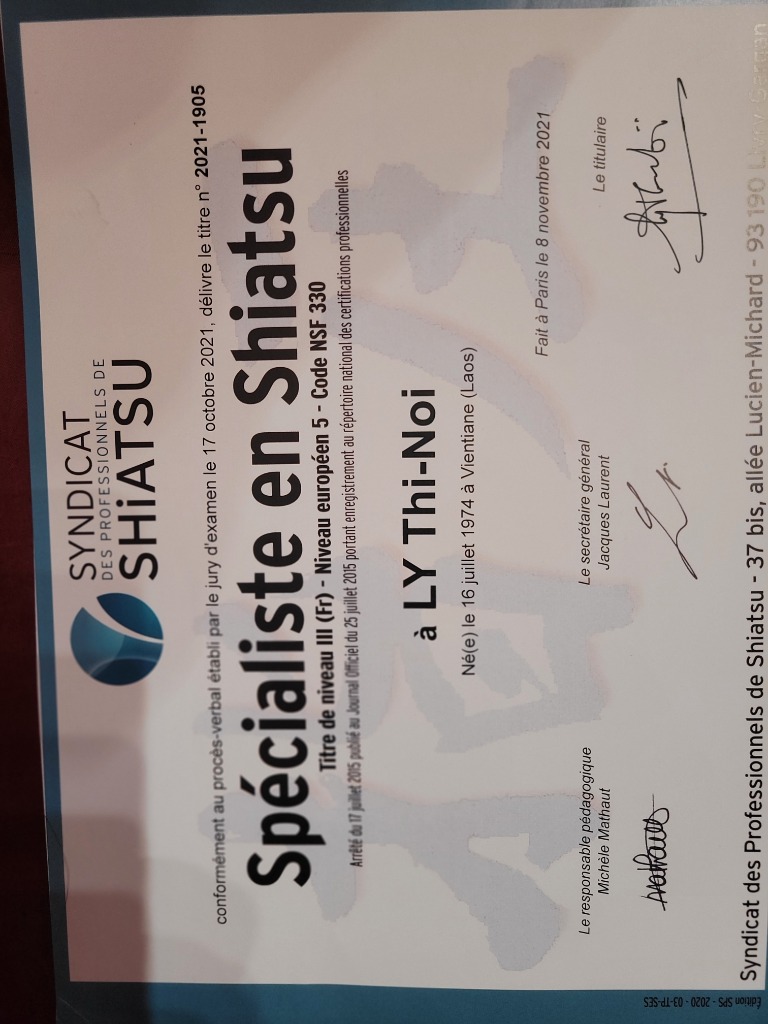 SYNDICAT
DES PROFESSIONNELS DE
SHiATSU
conformément au procès-verbal établi par le jury d'examen le 17 octobre 2021, délivre le titre n° 2021-1905
Spécialiste en Shiatsu
Titre de niveau III (Fr) - Niveau européen 5 - Code NSF 330
Arrêté du 17 juillet 2015 publié au Journal Officiel du 25 juillet 2015 portant enregistrement au répertoire national des certifications professionnelles
à LY Thi-Noi
Né(e) le 16 juillet 1974 à Vientiane (Laos)
Fait à Paris le 8 novembre 2021
Le responsable pédagogique
Michèle Mathaut
Le secrétaire général
Jacques Laurent
Le titulaire
Syndicat des Professionnels de Shiatsu - 37 bis, allée Lucien-Michard - 93 190 Livry Gargan
Édition SPS - 2020 - 03-TP-SES